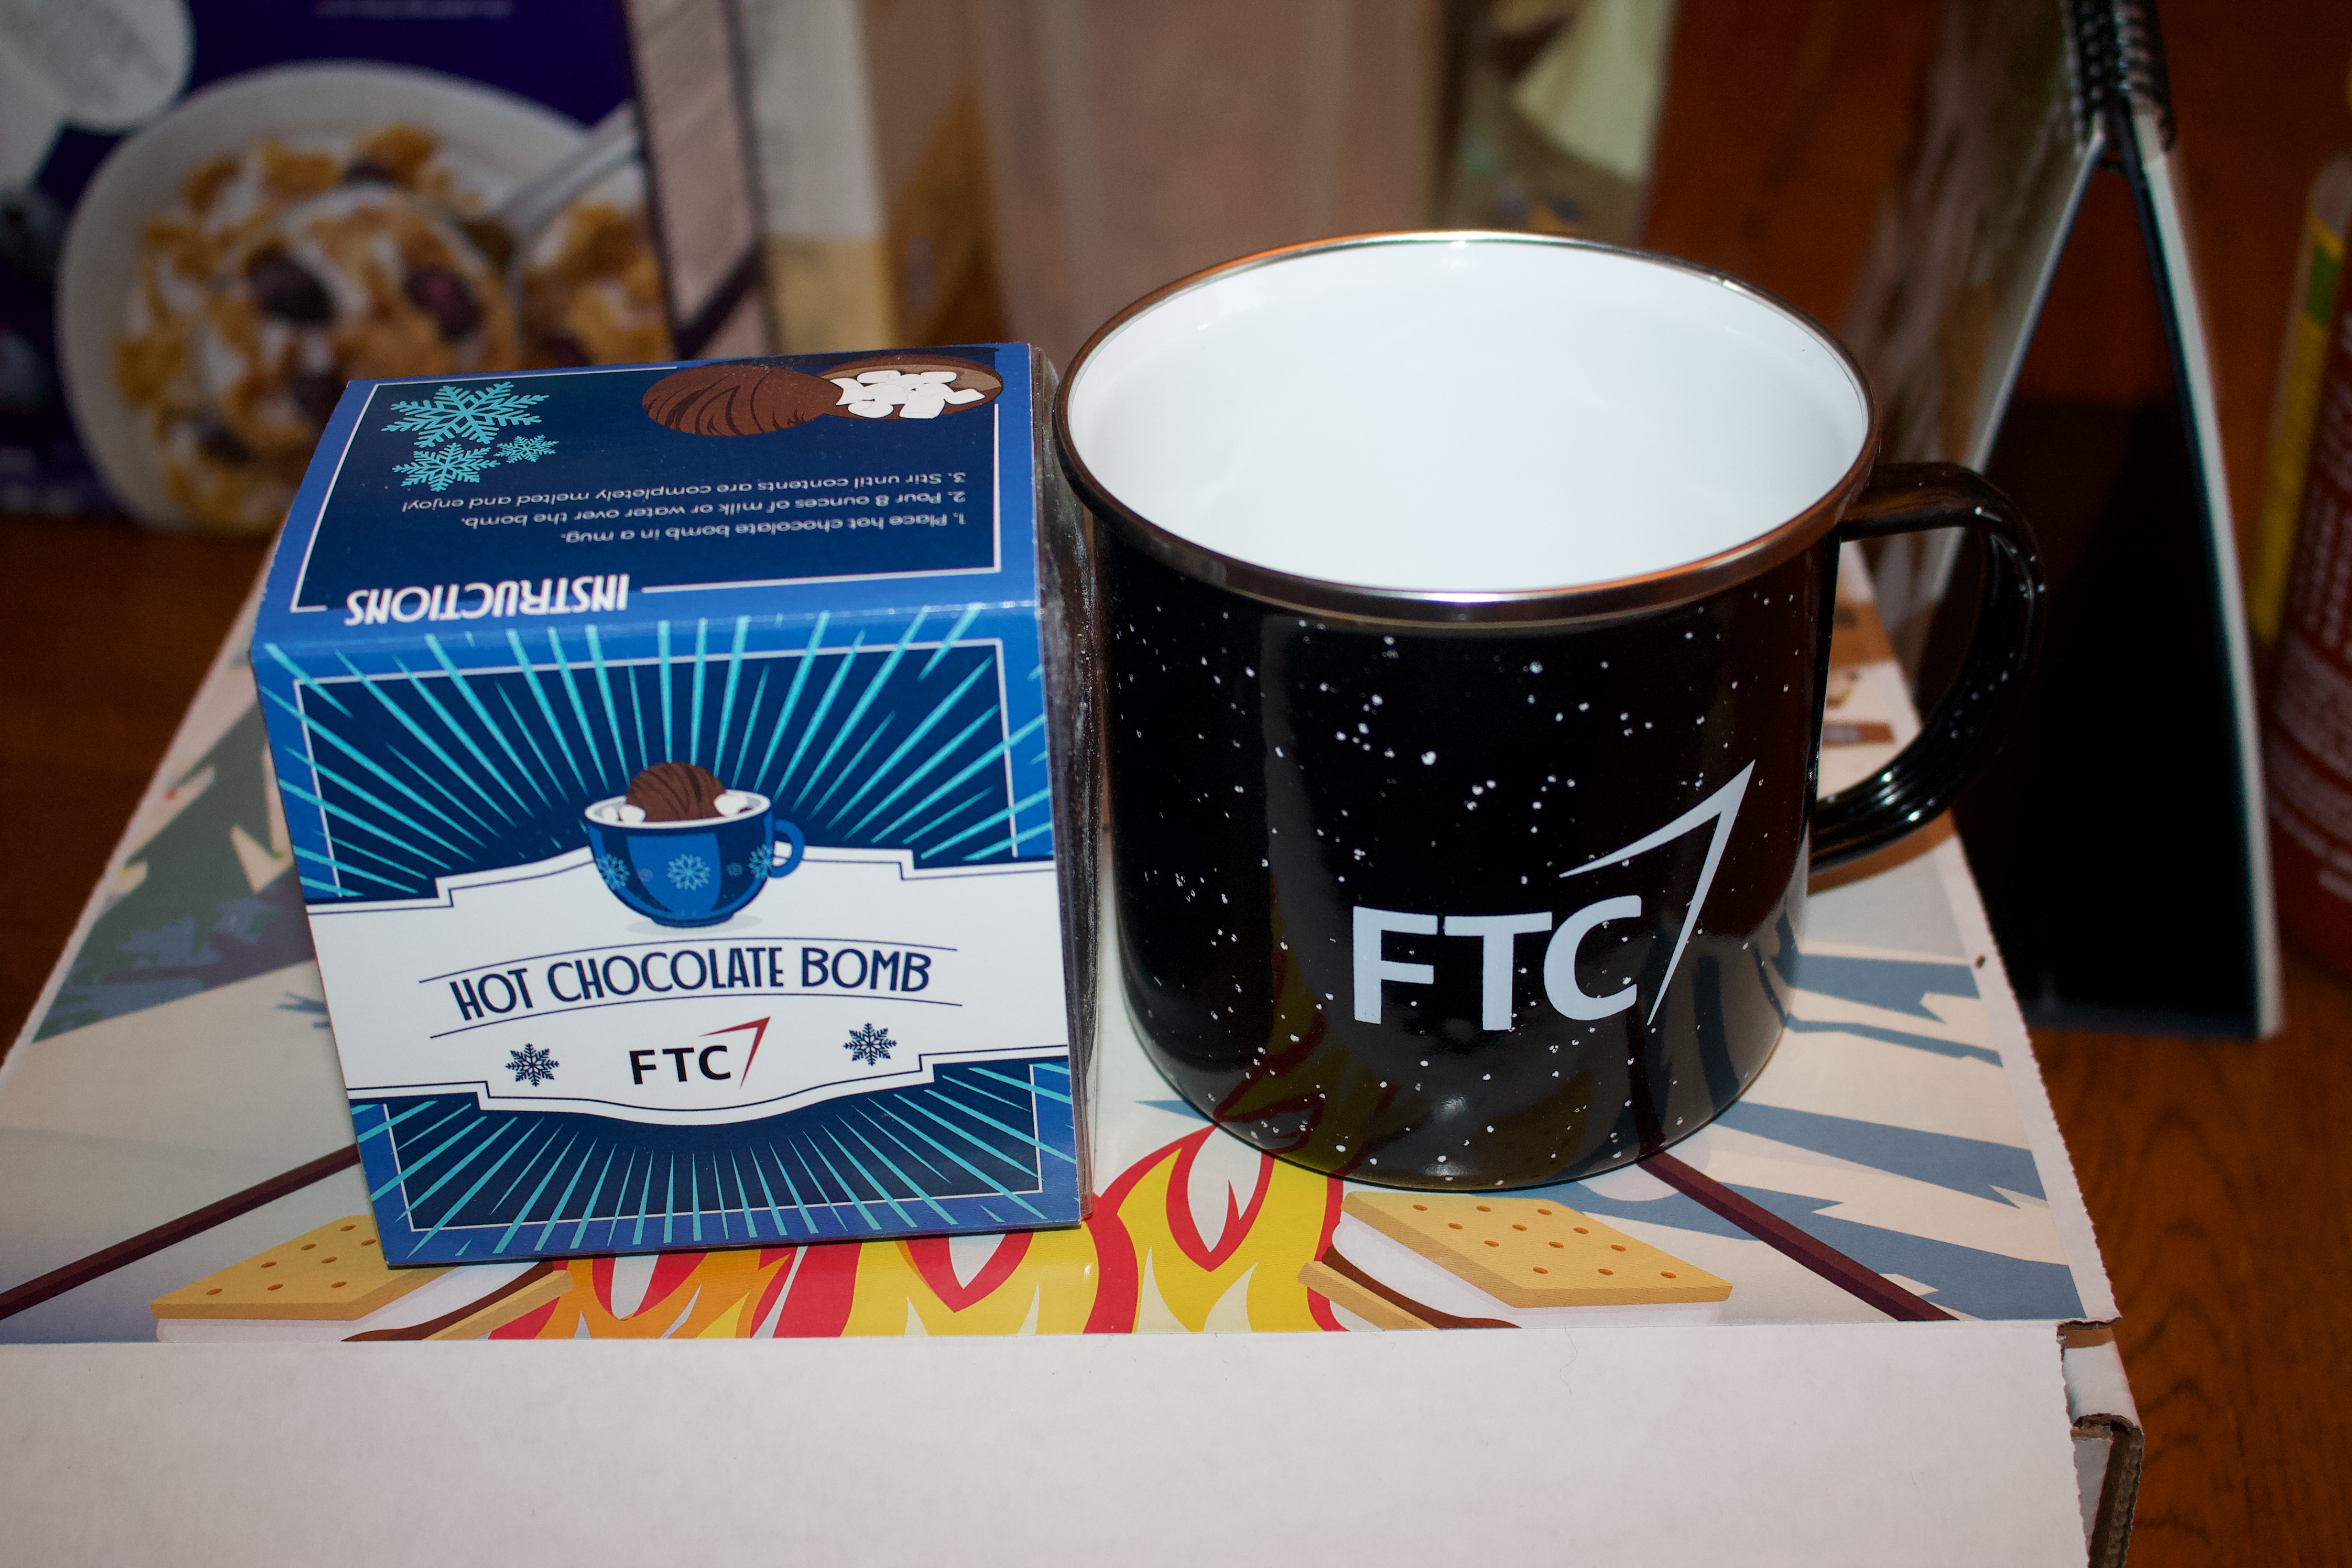 INSTRUCTIONS
1. Place hot chocolate bomb in a mug.
2. Pour 8 ounces of milk or water over the bomb.
3. Stir until contents are completely melted and enjoy!
HOT CHOCOLATE BOMB
FTC
FTC